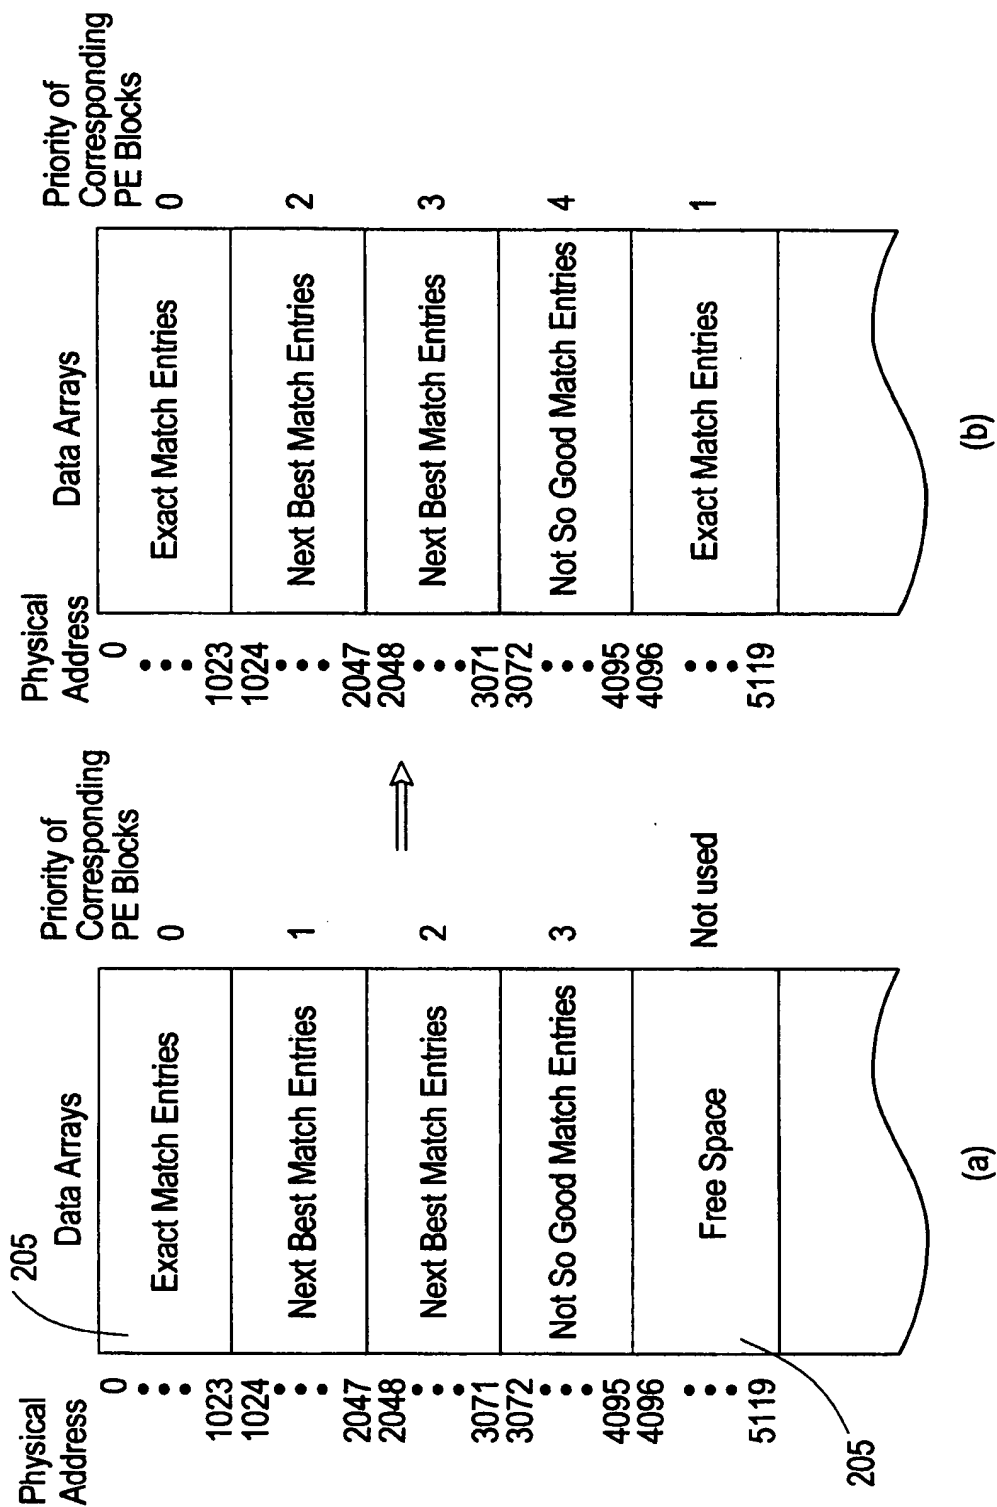 Physical
Address
Data Arrays
Priority of
Corresponding
PE Blocks
205
0
1023
Exact Match Entries
0
1024
2047
Next Best Match Entries
1
2048
3071
Next Best Match Entries
2
3072
4095
Not So Good Match Entries
3
4096
5119
Free Space
Not used
205
(a)
Physical
Address
Data Arrays
Priority of
Corresponding
PE Blocks
0
1023
Exact Match Entries
0
1024
2047
Next Best Match Entries
2
2048
3071
Next Best Match Entries
3
3072
4095
Not So Good Match Entries
4
4096
5119
Exact Match Entries
1
(b)